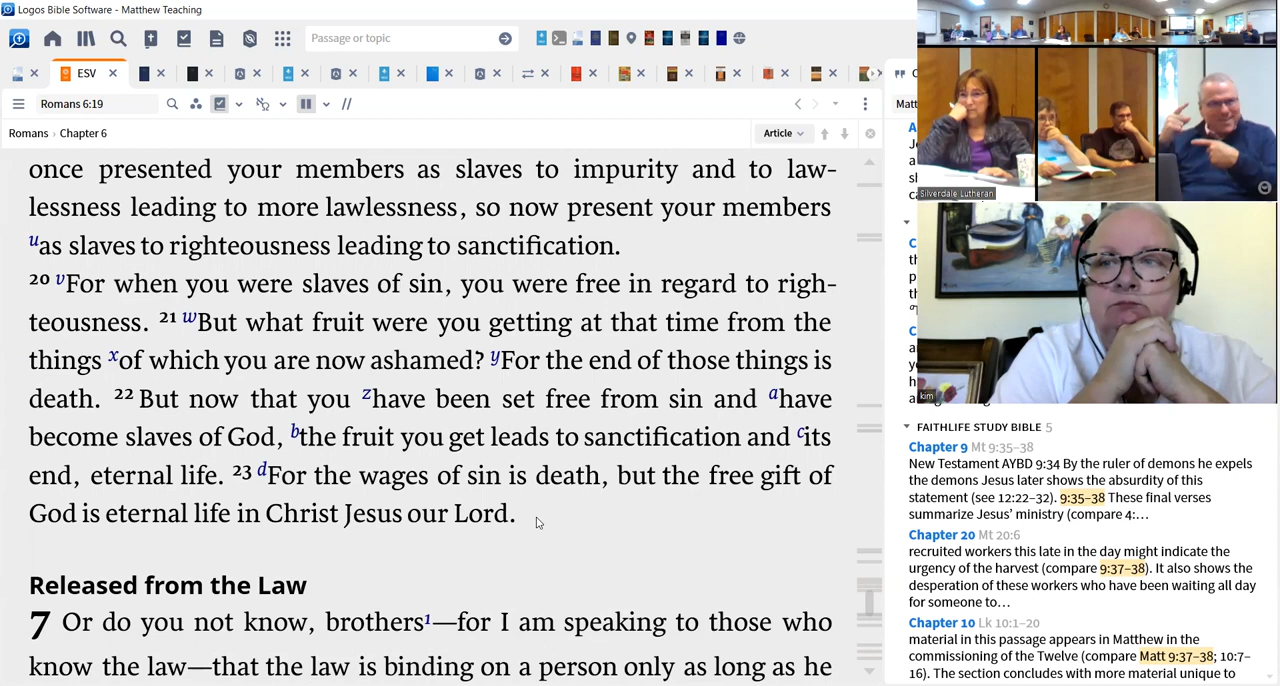 Logos Bible Software - Matthew Teaching
Passage or topic
ESV
Romans 6:19
Romans › Chapter 6
Article
once presented your members as slaves to impurity and to law-
lessness leading to more lawlessness, so now present your members
u as slaves to righteousness leading to sanctification.
20 v For when you were slaves of sin, you were free in regard to righ-
teousness. 21 w But what fruit were you getting at that time from the
things x of which you are now ashamed? y For the end of those things is
death. 22 But now that you z have been set free from sin and a have
become slaves of God, b the fruit you get leads to sanctification and c its
end, eternal life. 23 d For the wages of sin is death, but the free gift of
God is eternal life in Christ Jesus our Lord.
Released from the Law
7 Or do you not know, brothers1—for I am speaking to those who
know the law—that the law is binding on a person only as long as he
Matt
Silverdale Lutheran
kim
FAITHLIFE STUDY BIBLE 5
Chapter 9 Mt 9:35–38
New Testament AYBD 9:34 By the ruler of demons he expels
the demons Jesus later shows the absurdity of this
statement (see 12:22–32). 9:35–38 These final verses
summarize Jesus’ ministry (compare 4:…
Chapter 20 Mt 20:6
recruited workers this late in the day might indicate the
urgency of the harvest (compare 9:37–38). It also shows the
desperation of these workers who have been waiting all day
for someone to…
Chapter 10 Lk 10:1–20
material in this passage appears in Matthew in the
commissioning of the Twelve (compare Matt 9:37–38; 10:7–
16). The section concludes with more material unique to